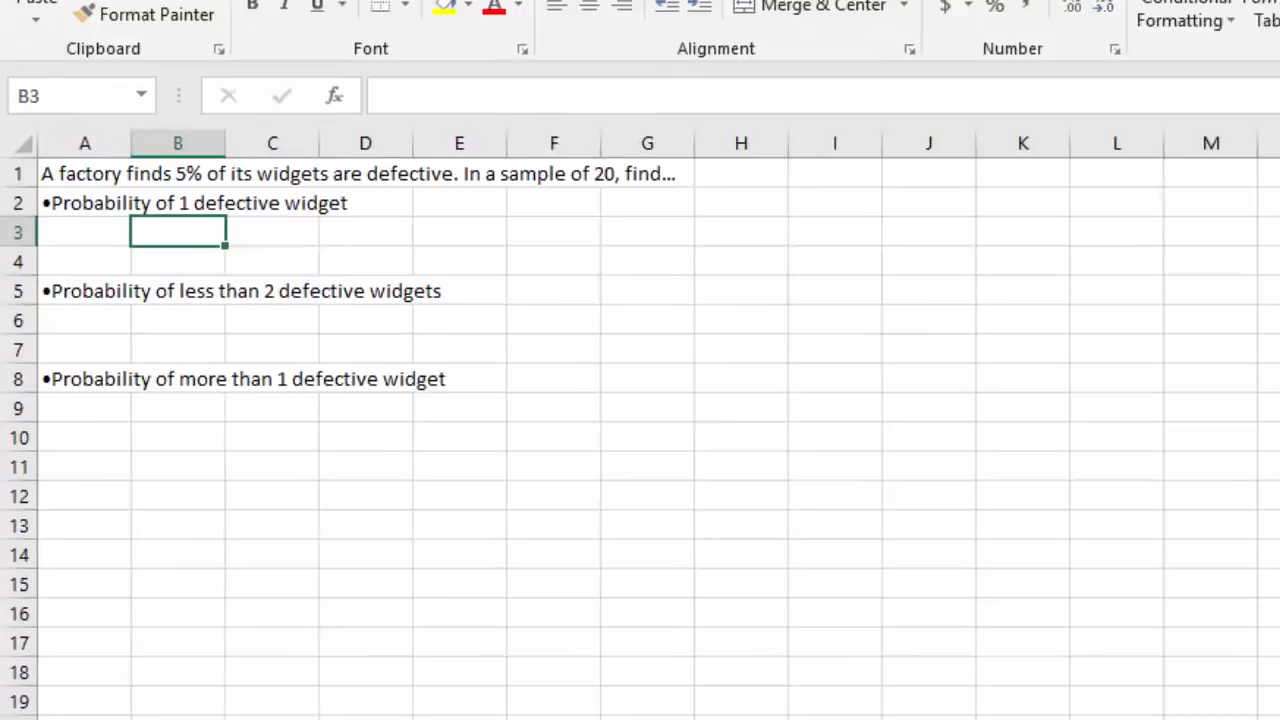 Format Painter
B I U A Merge & Center $ % , .00 →.0
Formatting
Clipboard Font Alignment Number
B3 fx
A B C D E F G H I J K L M
1 A factory finds 5% of its widgets are defective. In a sample of 20, find...
2 •Probability of 1 defective widget
3
4
5 •Probability of less than 2 defective widgets
6
7
8 •Probability of more than 1 defective widget
9
10
11
12
13
14
15
16
17
18
19